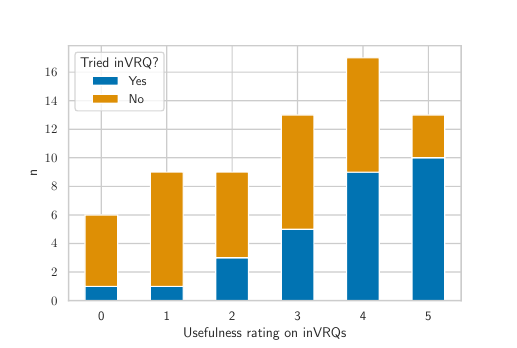 Tried inVRQ?
Yes
No
16
14
12
10
8
6
4
2
0
n
0 1 2 3 4 5
Usefulness rating on inVRQs